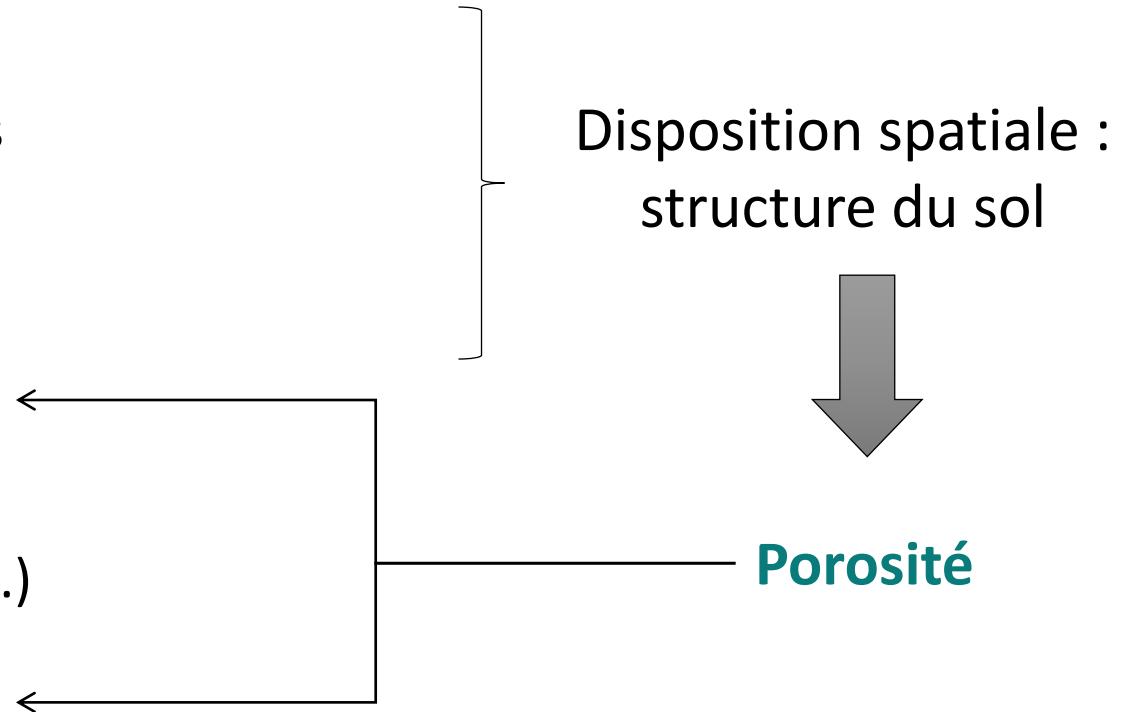 s
Disposition spatiale :
structure du sol
Porosité
.)